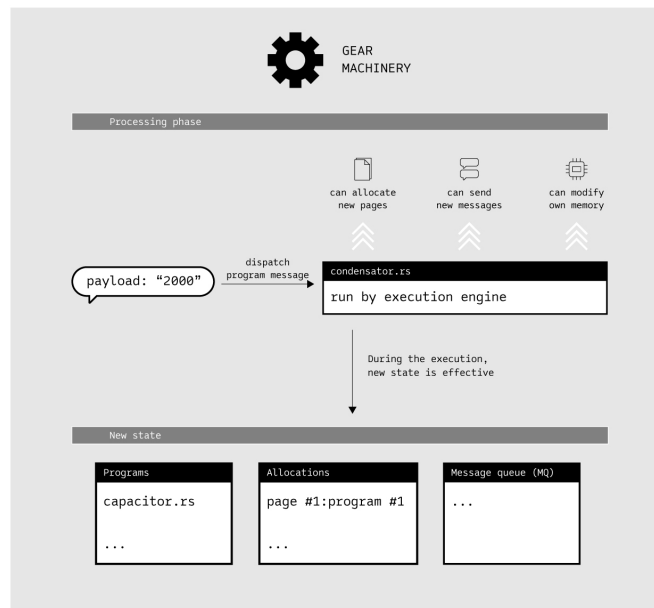 GEAR
MACHINERY
Processing phase
can allocate
new pages
can send
new messages
can modify
own memory
payload: “2000”
dispatch
program message
condensator.rs
run by execution engine
During the execution,
new state is effective
New state
Programs
capacitor.rs
...
Allocations
page #1:program #1
...
Message queue (MQ)
...